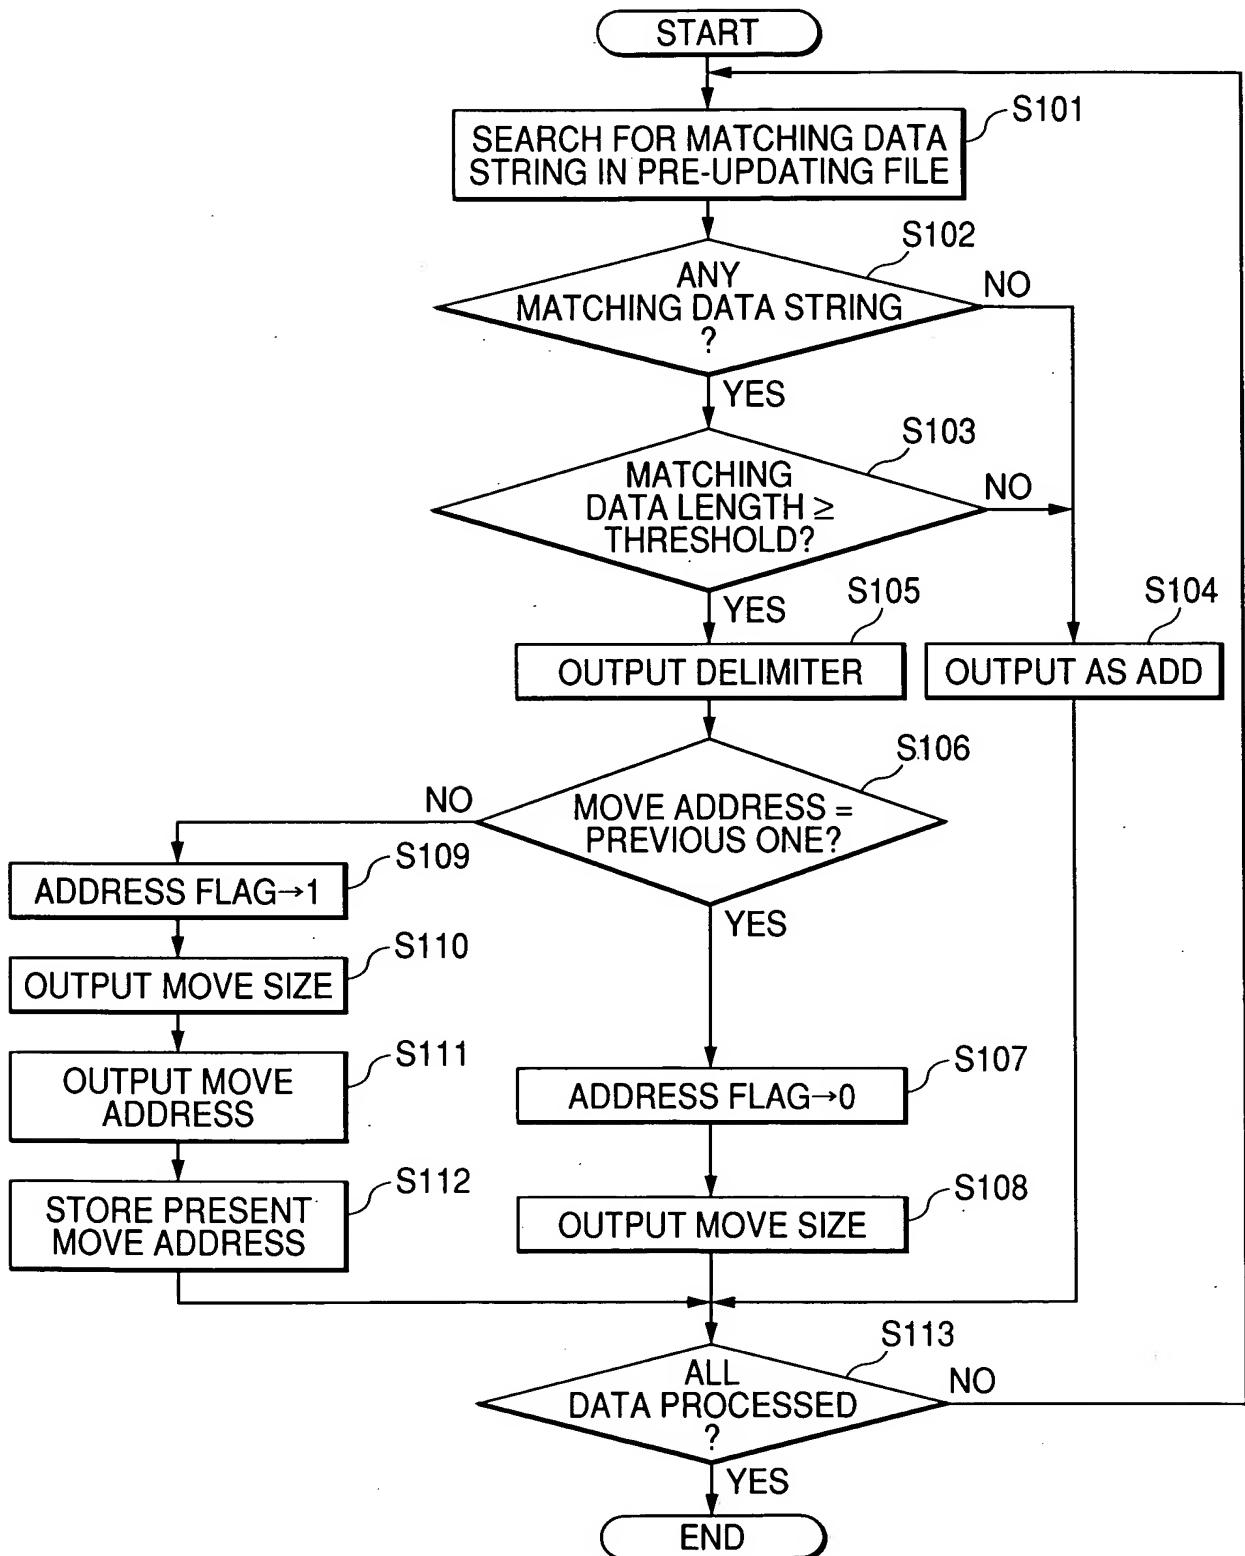 START
S101
SEARCH FOR MATCHING DATA
STRING IN PRE-UPDATING FILE
S102
ANY
MATCHING DATA STRING
?
NO
YES
S103
MATCHING
DATA LENGTH ≥
THRESHOLD?
NO
YES
S105
OUTPUT DELIMITER
S104
OUTPUT AS ADD
S106
MOVE ADDRESS =
PREVIOUS ONE?
NO
YES
S109
ADDRESS FLAG→1
S110
OUTPUT MOVE SIZE
S111
OUTPUT MOVE
ADDRESS
S112
STORE PRESENT
MOVE ADDRESS
S107
ADDRESS FLAG→0
S108
OUTPUT MOVE SIZE
S113
ALL
DATA PROCESSED
?
NO
YES
END